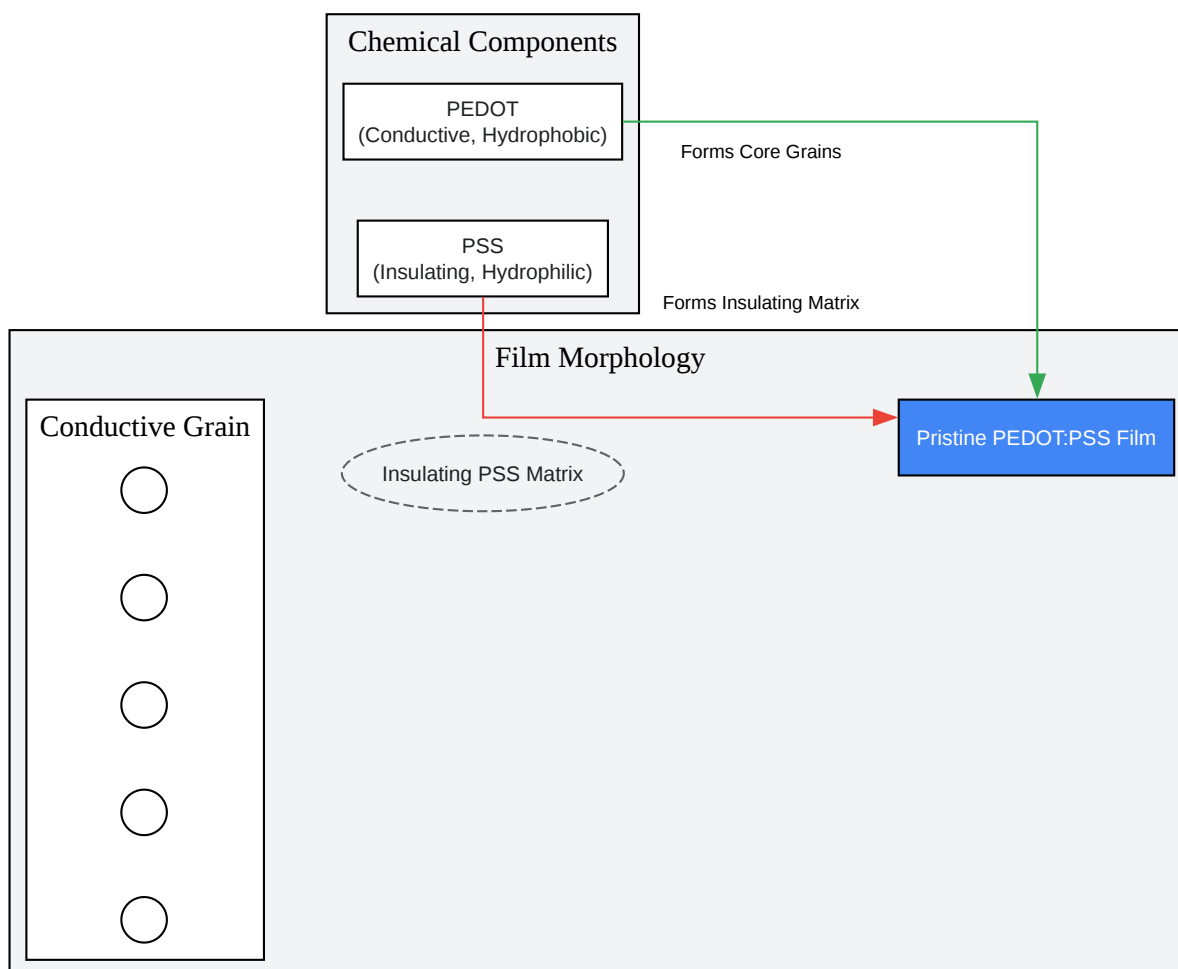 Chemical Components
PEDOT
(Conductive, Hydrophobic)
Forms Core Grains
PSS
(Insulating, Hydrophilic)
Forms Insulating Matrix
Film Morphology
Conductive Grain
Pristine PEDOT:PSS Film
Insulating PSS Matrix